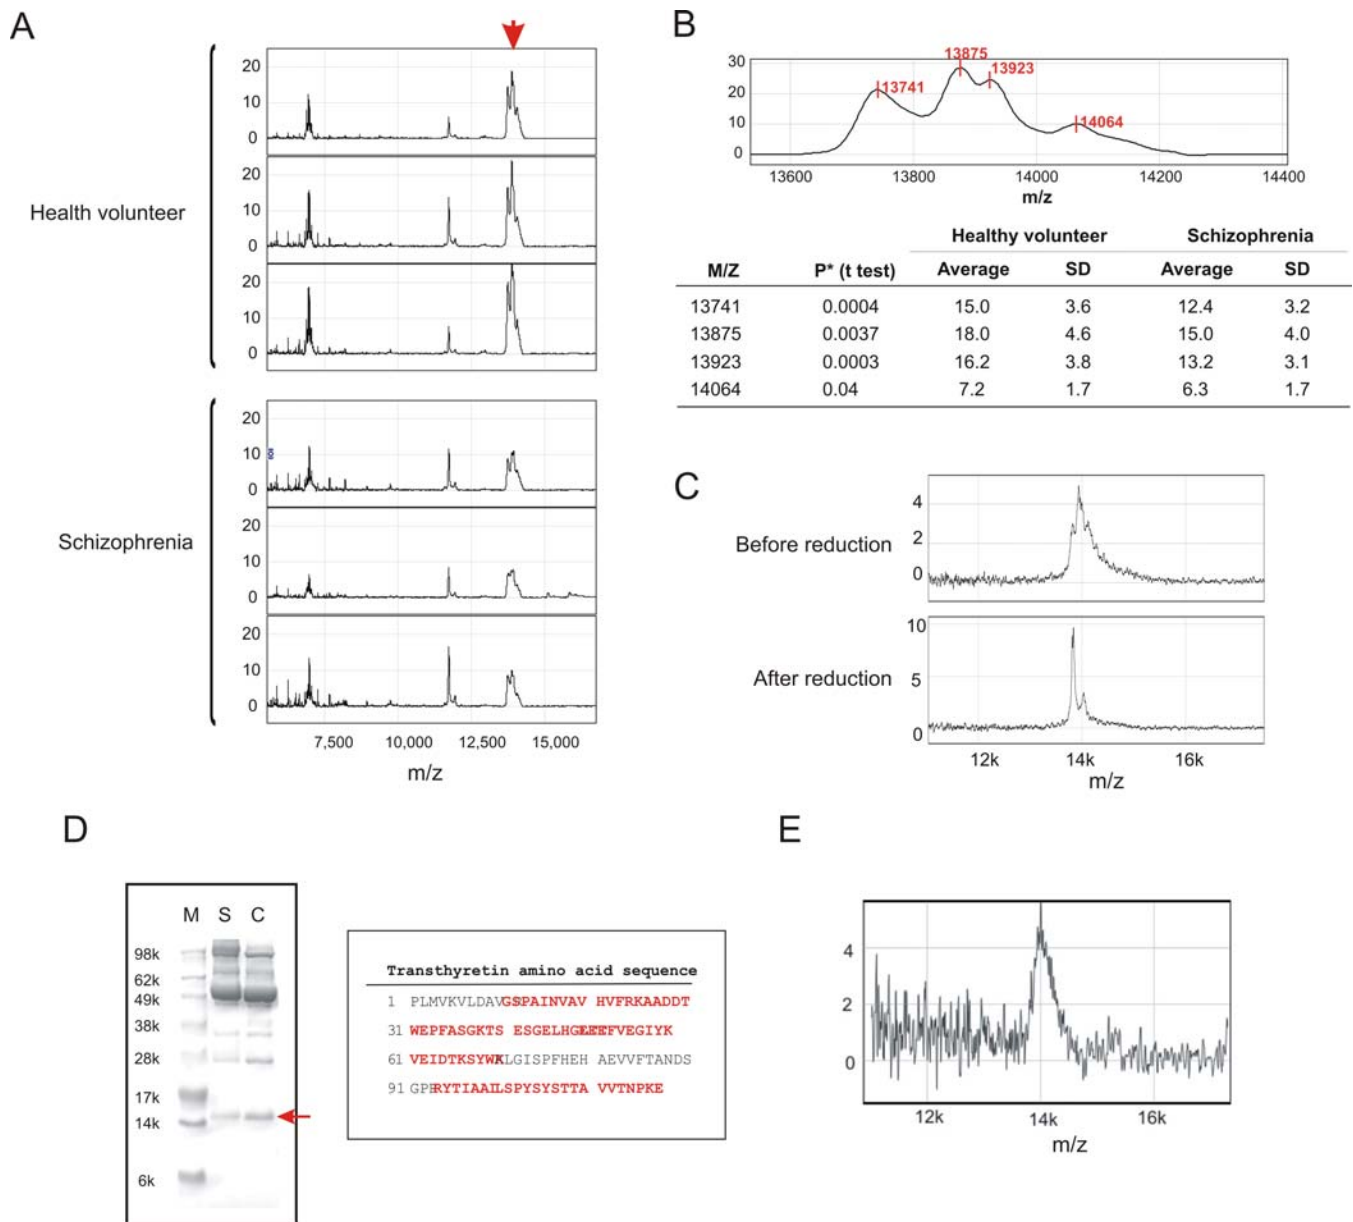 A
20
10
0
20
10
0
Health volunteer
20
10
0
20
10
0
20
10
0
Schizophrenia
20
10
0
7,500 10,000 12,500 15,000
m/z
B
30
20
10
0
13741
13875
13923
14064
13600 13800 14000 14200 14400
m/z
Healthy volunteer Schizophrenia
M/Z P* (t test) Average SD Average SD
13741 0.0004 15.0 3.6 12.4 3.2
13875 0.0037 18.0 4.6 15.0 4.0
13923 0.0003 16.2 3.8 13.2 3.1
14064 0.04 7.2 1.7 6.3 1.7
C
Before reduction
4
2
0
After reduction
10
5
0
12k 14k 16k
m/z
D
M S C
98k
62k
49k
38k
28k
17k
14k
6k
Transthyretin amino acid sequence
1 PLMVKVLDAVGSPAINVAV HVFRKAADDT
31 WEPFASGKTS ESGELHG FVEGIYK
61 VEIDTKSYWKLGISPFHEH AEVVFTANDS
91 GP RYTIAAILSPYSYSTTA VVTNPKE
E
4
2
0
12k 14k 16k
m/z